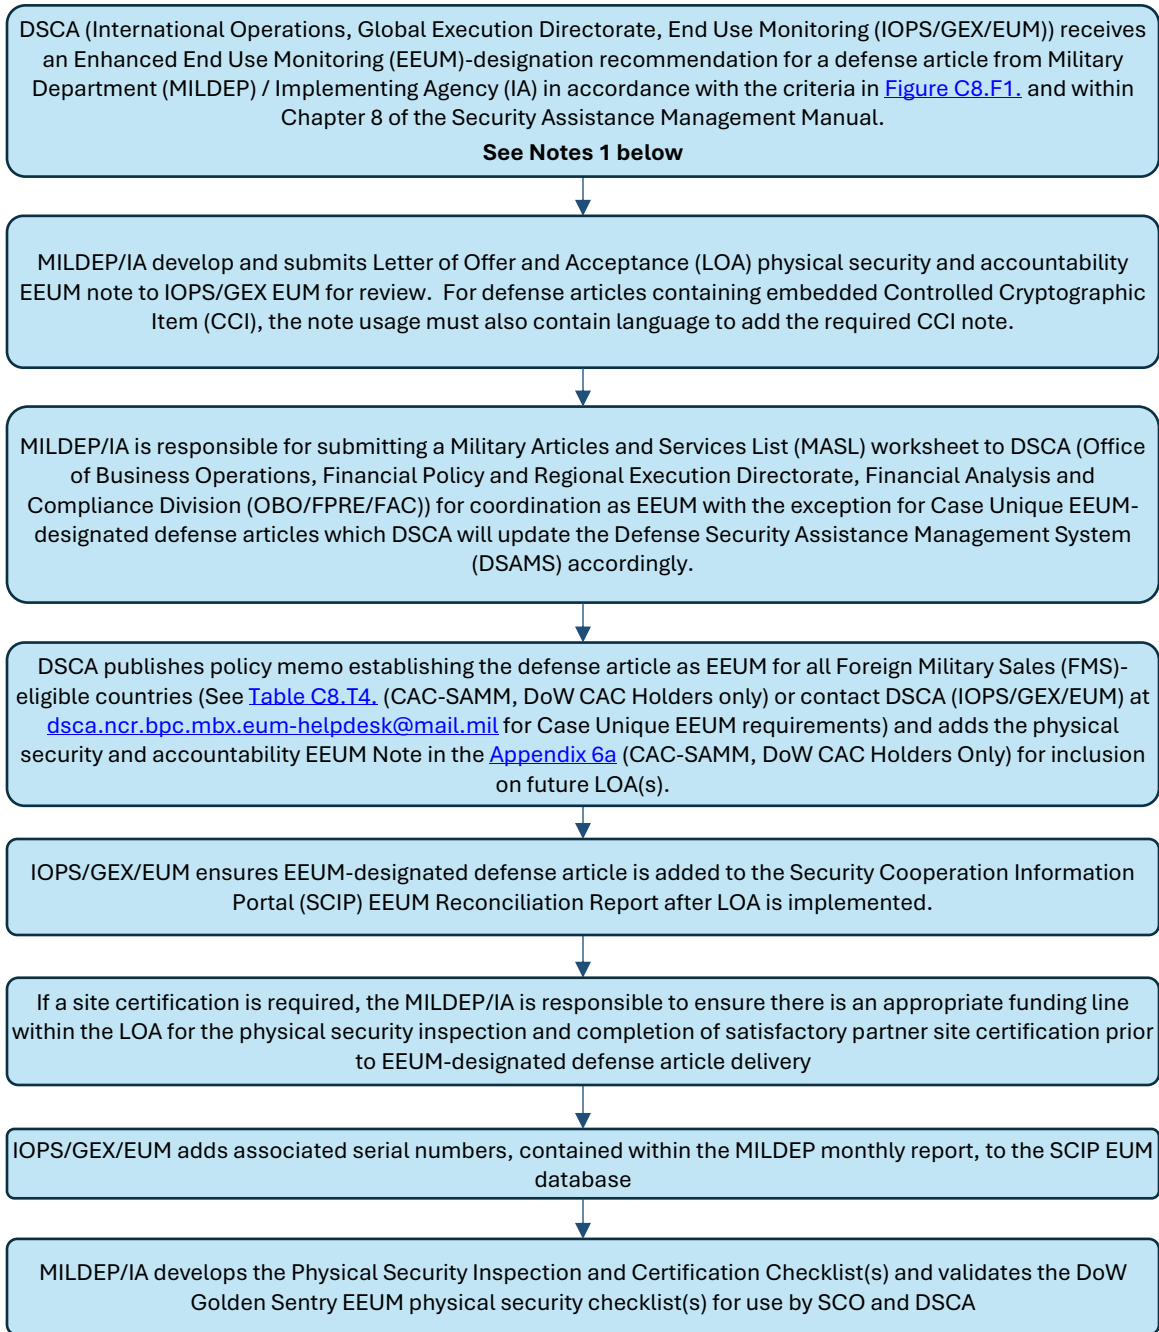 DSCA (International Operations, Global Execution Directorate, End Use Monitoring (IOPS/GEX/EUM)) receives
an Enhanced End Use Monitoring (EEUM)-designation recommendation for a defense article from Military
Department (MILDEP) / Implementing Agency (IA) in accordance with the criteria in Figure C8.F1. and within
Chapter 8 of the Security Assistance Management Manual.
See Notes 1 below
MILDEP/IA develop and submits Letter of Offer and Acceptance (LOA) physical security and accountability
EEUM note to IOPS/GEX EUM for review.  For defense articles containing embedded Controlled Cryptographic
Item (CCI), the note usage must also contain language to add the required CCI note.
MILDEP/IA is responsible for submitting a Military Articles and Services List (MASL) worksheet to DSCA (Office
of Business Operations, Financial Policy and Regional Execution Directorate, Financial Analysis and
Compliance Division (OBO/FPRE/FAC)) for coordination as EEUM with the exception for Case Unique EEUM-
designated defense articles which DSCA will update the Defense Security Assistance Management System
(DSAMS) accordingly.
DSCA publishes policy memo establishing the defense article as EEUM for all Foreign Military Sales (FMS)-
eligible countries (See Table C8.T4. (CAC-SAMM, DoW CAC Holders only) or contact DSCA (IOPS/GEX/EUM) at
dsca.ncr.bpc.mbx.eum-helpdesk@mail.mil for Case Unique EEUM requirements) and adds the physical
security and accountability EEUM Note in the Appendix 6a (CAC-SAMM, DoW CAC Holders Only) for inclusion
on future LOA(s).
IOPS/GEX/EUM ensures EEUM-designated defense article is added to the Security Cooperation Information
Portal (SCIP) EEUM Reconciliation Report after LOA is implemented.
If a site certification is required, the MILDEP/IA is responsible to ensure there is an appropriate funding line
within the LOA for the physical security inspection and completion of satisfactory partner site certification prior
to EEUM-designated defense article delivery
IOPS/GEX/EUM adds associated serial numbers, contained within the MILDEP monthly report, to the SCIP EUM
database
MILDEP/IA develops the Physical Security Inspection and Certification Checklist(s) and validates the DoW
Golden Sentry EEUM physical security checklist(s) for use by SCO and DSCA